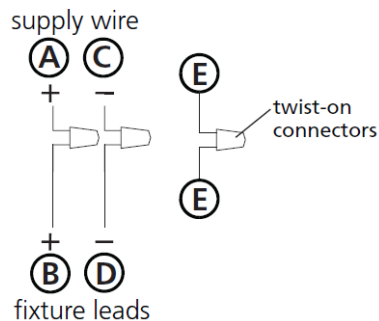 supply wire
A C E
+ −
twist-on
connectors
E
+ −
B D
fixture leads